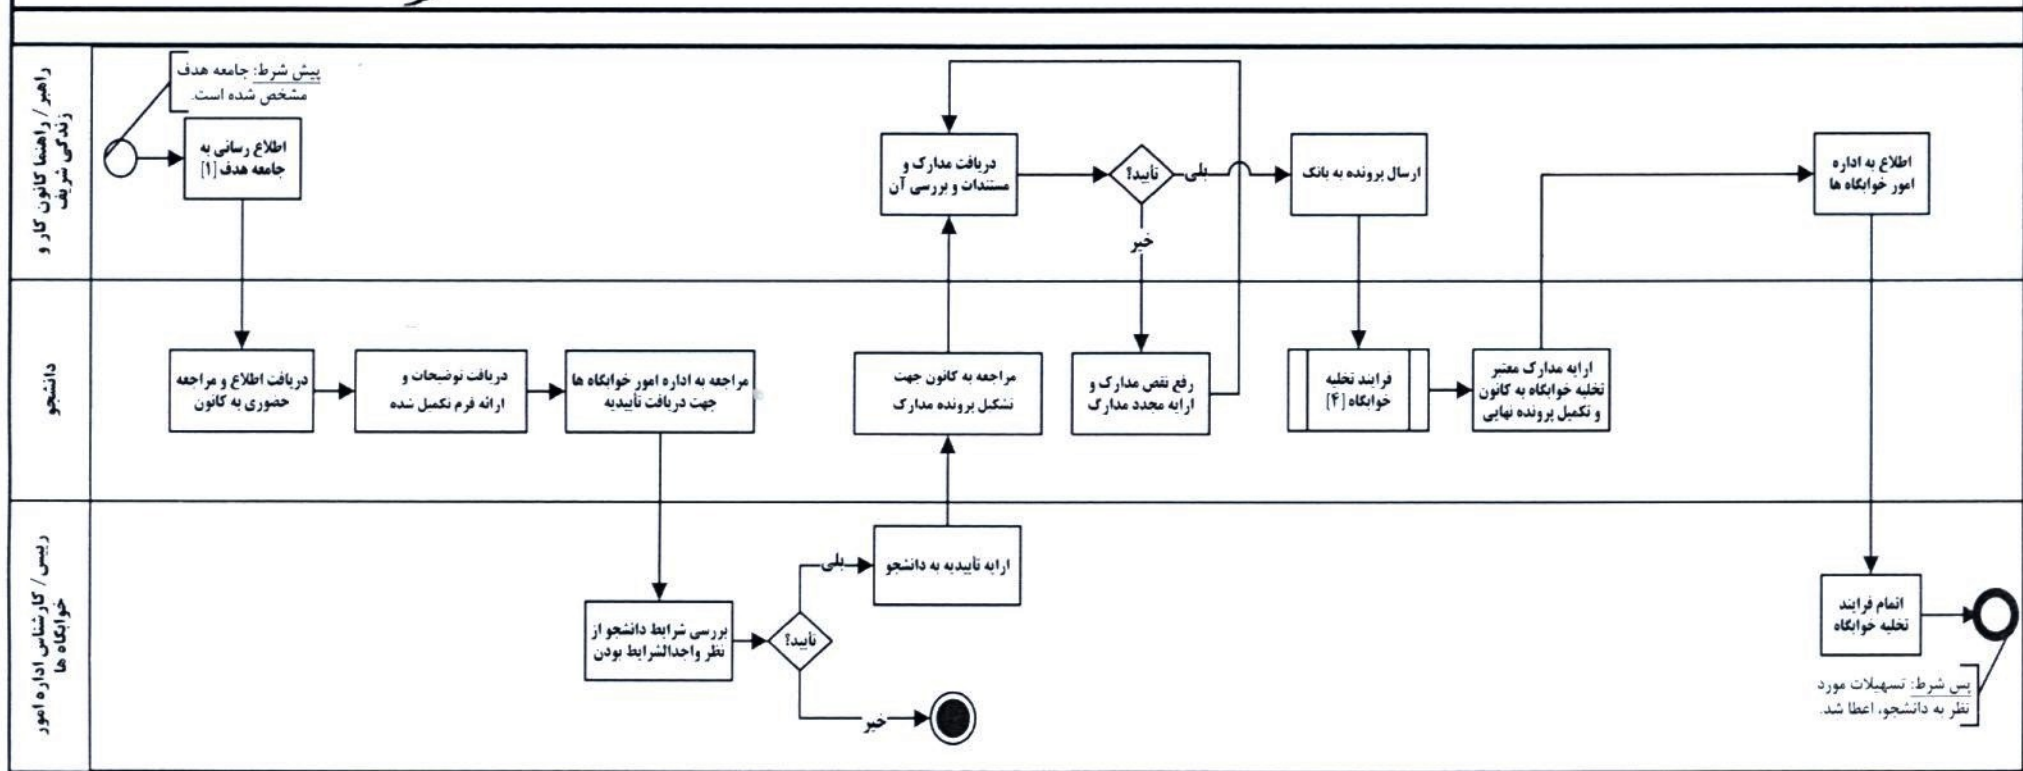 راهبر / راهنما کانون کار و
زندگی شریف
پیش شرط: جامعه هدف
مشخص شده است.
اطلاع رسانی به
جامعه هدف [۱]
دریافت مدارک و
مستندات و بررسی آن
تأیید؟
بلی
خیر
ارسال پرونده به بانک
اطلاع به اداره
امور خوابگاه ها
دانشجو
دریافت اطلاع و مراجعه
حضوری به کانون
دریافت توضیحات و
ارائه فرم تکمیل شده
مراجعه به اداره امور خوابگاه ها
جهت دریافت تأییدیه
مراجعه به کانون جهت
تشکیل پرونده مدارک
رفع نقص مدارک و
ارایه مجدد مدارک
فرایند تخلیه
خوابگاه [۴]
ارایه مدارک معتبر
تخلیه خوابگاه به کانون
و تکمیل پرونده نهایی
رییس / کارشناس اداره امور
خوابگاه ها
بررسی شرایط دانشجو از
نظر واجدالشرایط بودن
تأیید؟
بلی
خیر
ارایه تأییدیه به دانشجو
اتمام فرایند
تخلیه خوابگاه
پس شرط: تسهیلات مورد
نظر به دانشجو، اعطا شد.